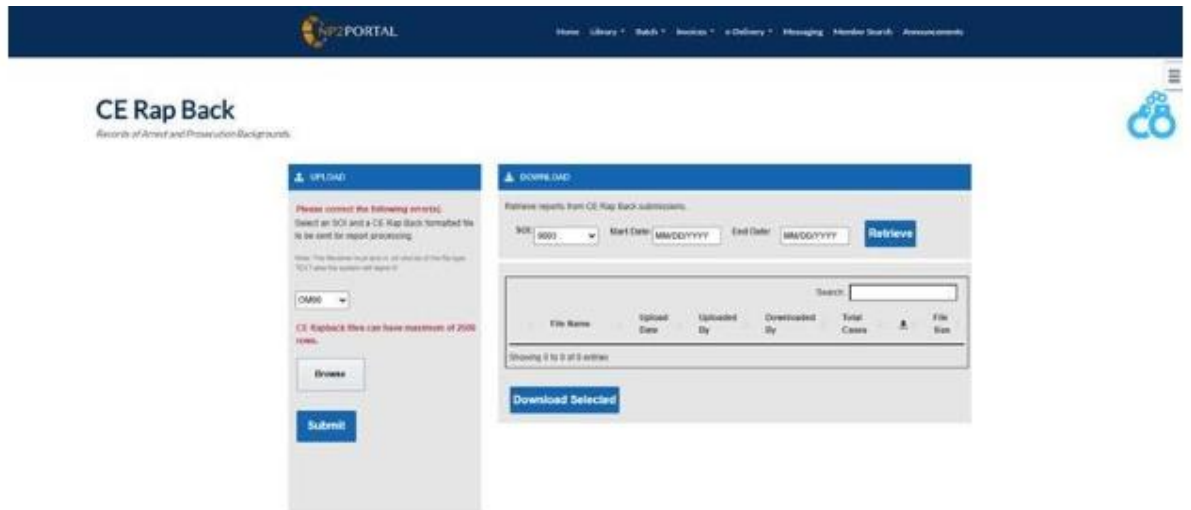 NP2PORTAL
Home Library Batch Invoices e-Delivery Messaging Member Search Announcements
CE Rap Back
Records of Arrest and Prosecution Backgrounds
UPLOAD
Please correct the following error(s).
Select an SOI and a CE Rap Back formatted file
to be sent for report processing.
OM00
CE Rapback files can have maximum of 2500
rows.
Browse
Submit
DOWNLOAD
Retrieve reports from CE Rap Back submissions.
SOI: Start Date: MM/DD/YYYY End Date: MM/DD/YYYY Retrieve
Search:
File Name Upload Date Uploaded By Downloaded By Total Cases File Size
Showing 0 to 0 of 0 entries
Download Selected